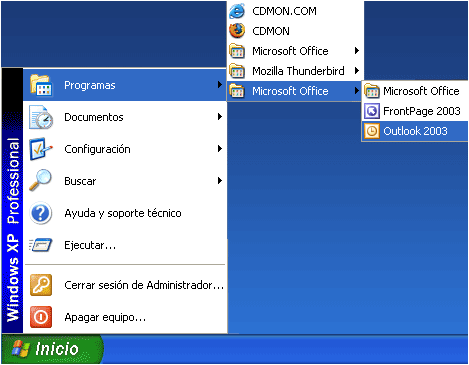 CDMON.COM
CDMON
Microsoft Office
Mozilla Thunderbird
Microsoft Office
Microsoft Office
FrontPage 2003
Outlook 2003
Programas
Documentos
Configuración
Buscar
Ayuda y soporte técnico
Ejecutar...
Cerrar sesión de Administrador...
Apagar equipo...
Windows XP Professional
Inicio